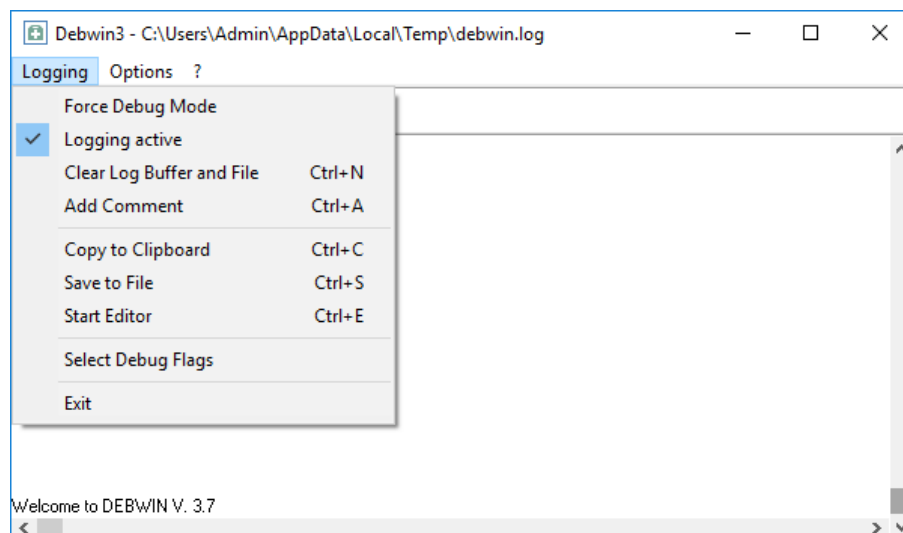 Debwin3 - C:\Users\Admin\AppData\Local\Temp\debwin.log
Logging Options ?
Force Debug Mode
Logging active
Clear Log Buffer and File Ctrl+N
Add Comment Ctrl+A
Copy to Clipboard Ctrl+C
Save to File Ctrl+S
Start Editor Ctrl+E
Select Debug Flags
Exit
Welcome to DEBWIN V. 3.7